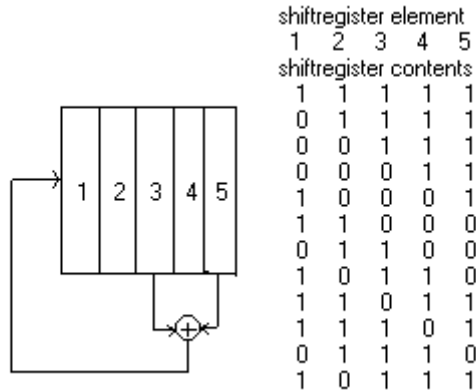 shiftregister element
1 2 3 4 5
shiftregister contents
1 1 1 1 1
0 1 1 1 1
0 0 1 1 1
0 0 0 1 1
1 0 0 0 1
1 1 0 0 0
0 1 1 0 0
1 0 1 1 0
1 1 0 1 1
1 1 1 0 1
0 1 1 1 0
1 0 1 1 1
1 2 3 4 5
+